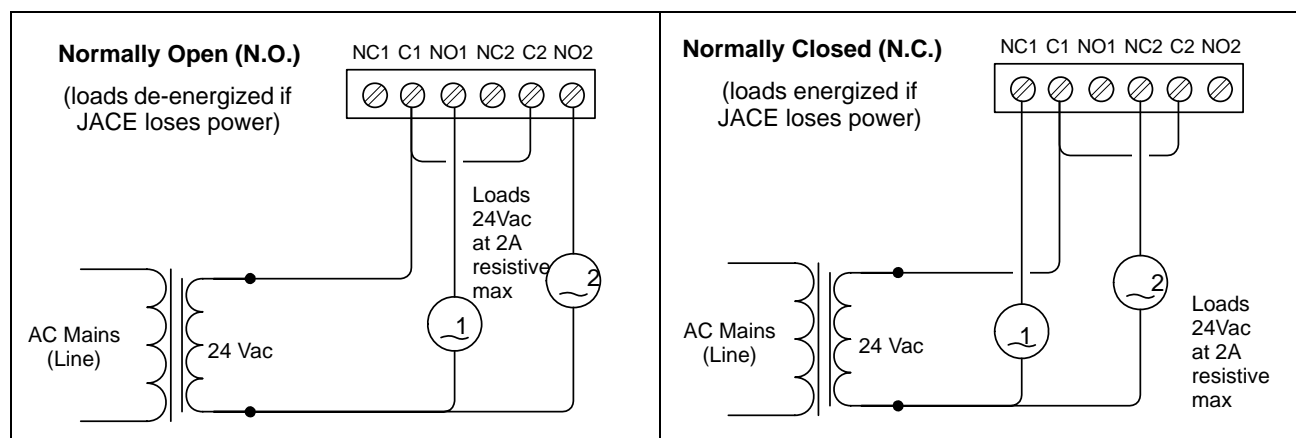 Normally Open (N.O.)
(loads de-energized if
JACE loses power)
NC1 C1 NO1 NC2 C2 NO2
Loads
24Vac
at 2A
resistive
max
1
2
AC Mains
(Line)
24 Vac
Normally Closed (N.C.)
(loads energized if
JACE loses power)
NC1 C1 NO1 NC2 C2 NO2
2
1
Loads
24Vac
at 2A
resistive
max
AC Mains
(Line)
24 Vac